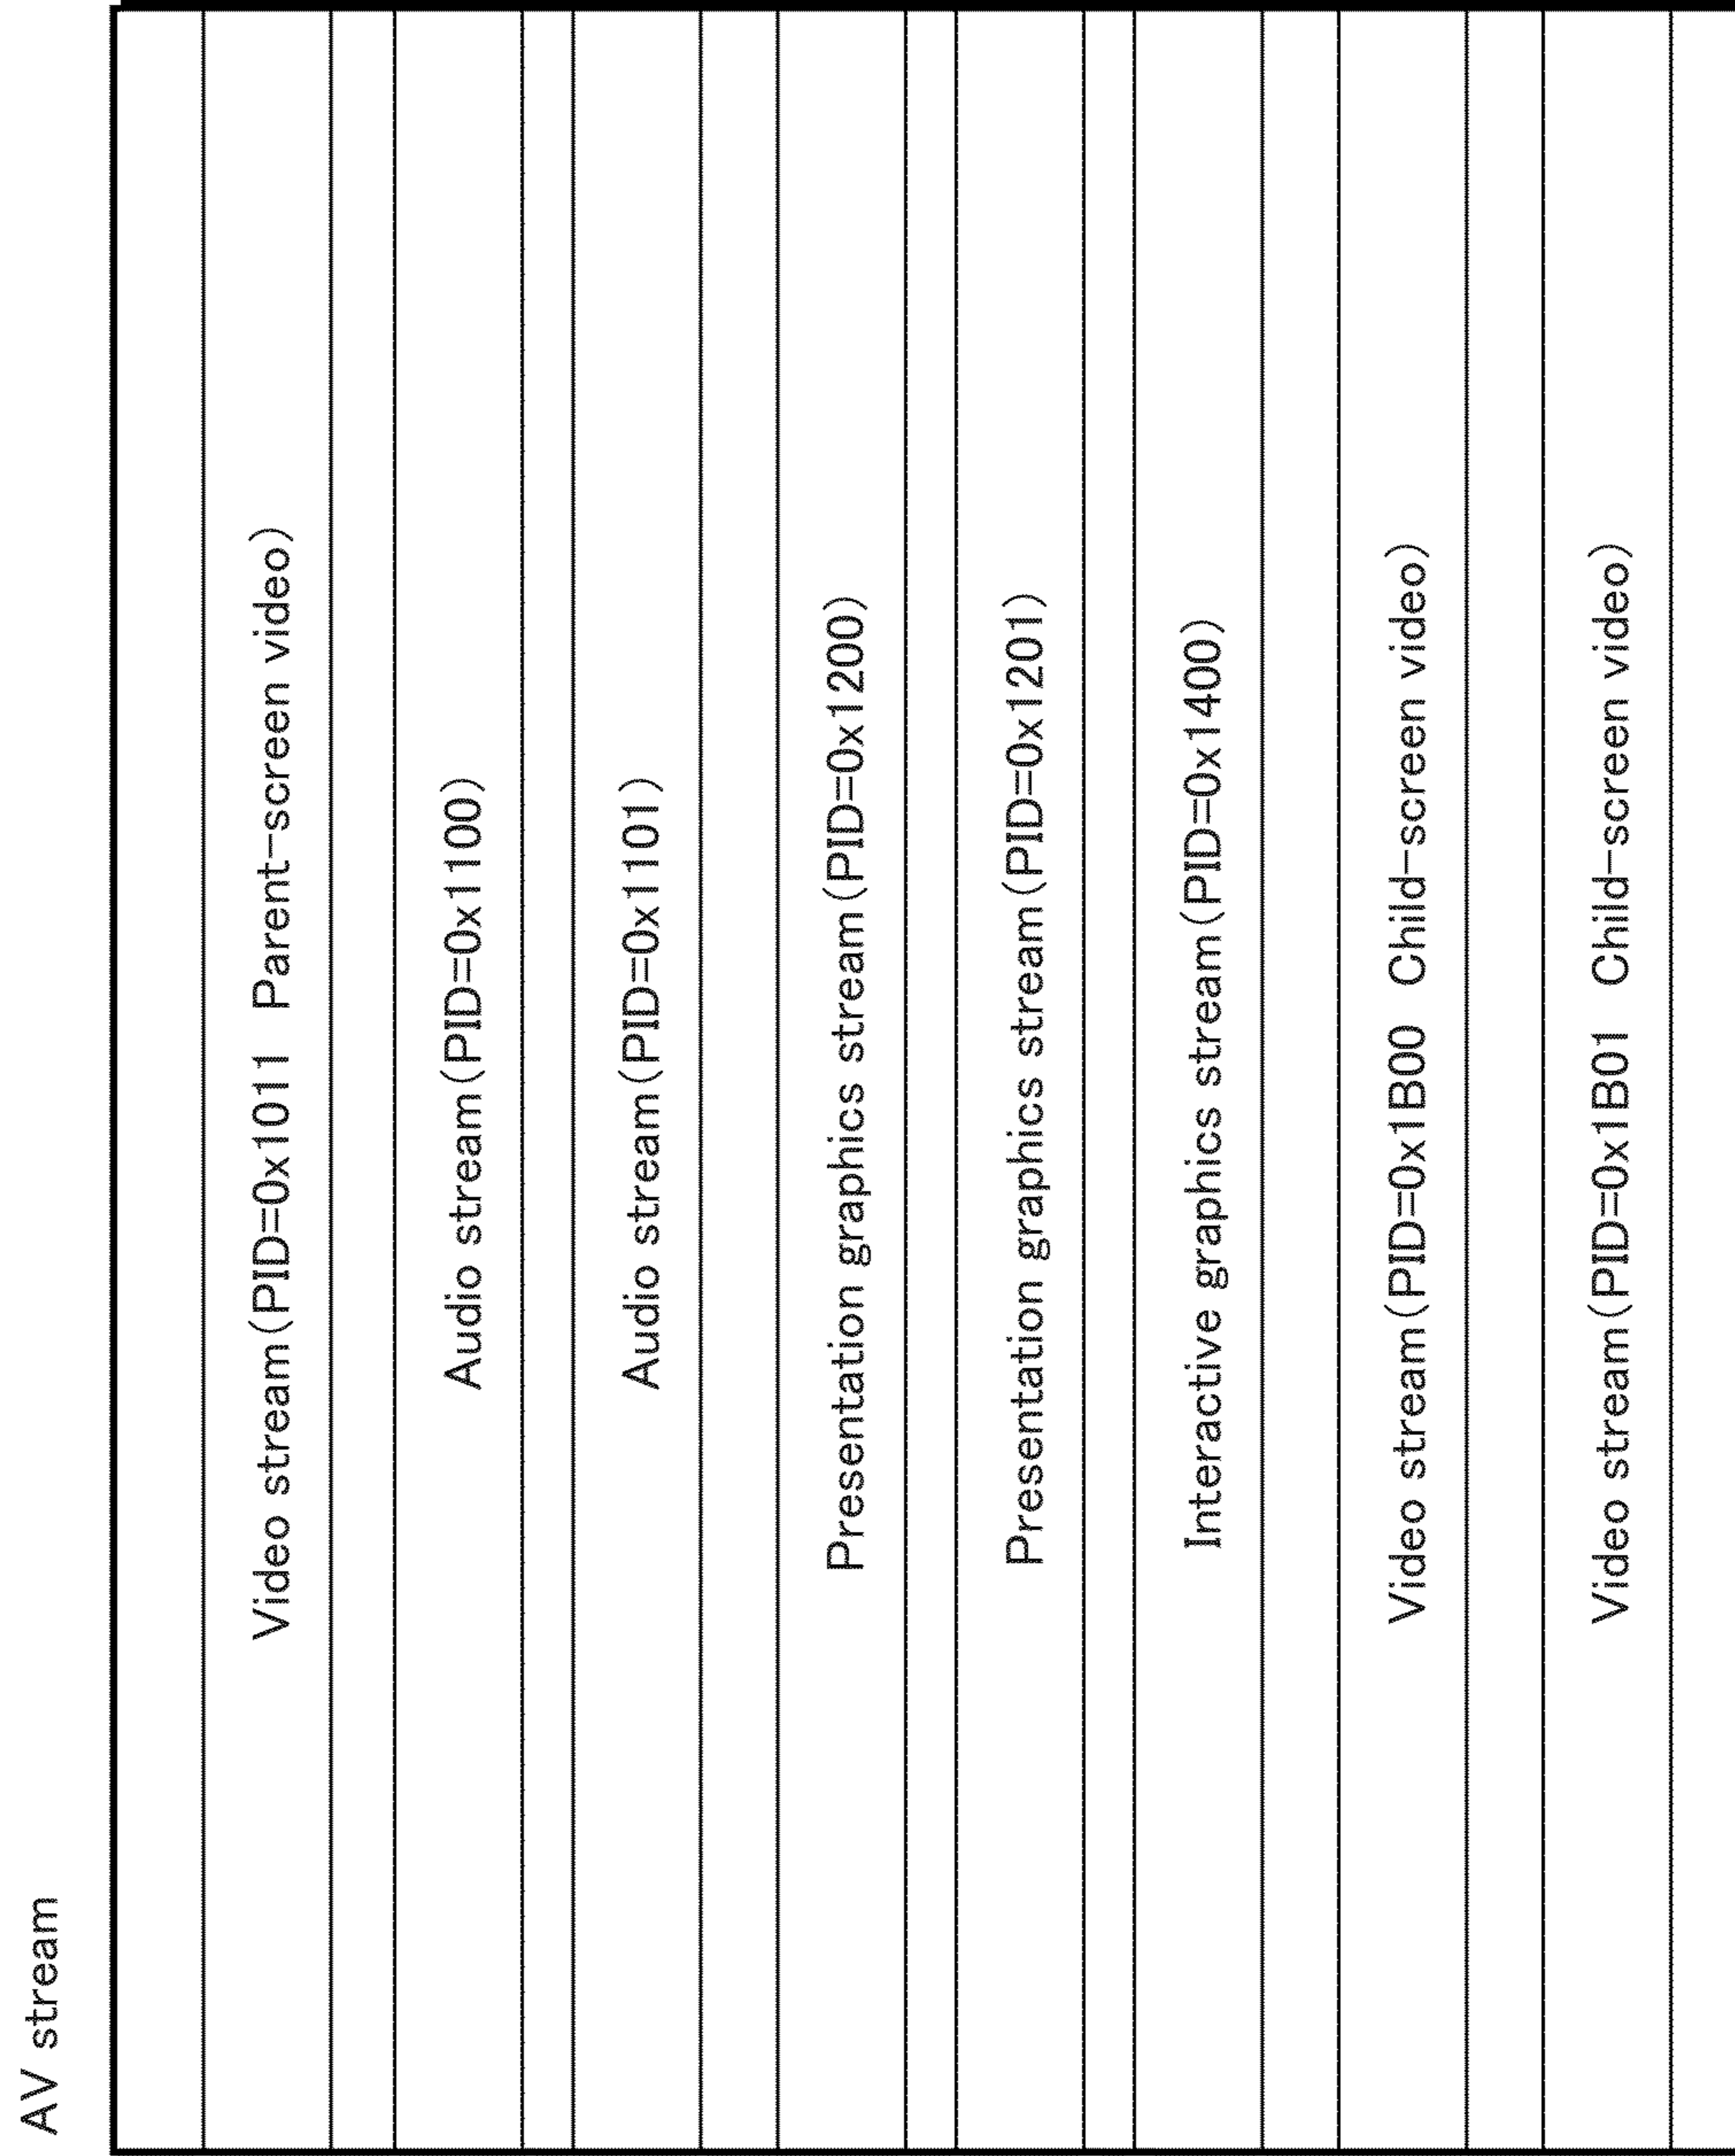 AV stream
Video stream(PID=0x1011 Parent-screen video)
Audio stream(PID=0x1100)
Audio stream(PID=0x1101)
Presentation graphics stream(PID=0x1200)
Presentation graphics stream(PID=0x1201)
Interactive graphics stream(PID=0x1400)
Video stream(PID=0x1B00 Child-screen video)
Video stream(PID=0x1B01 Child-screen video)